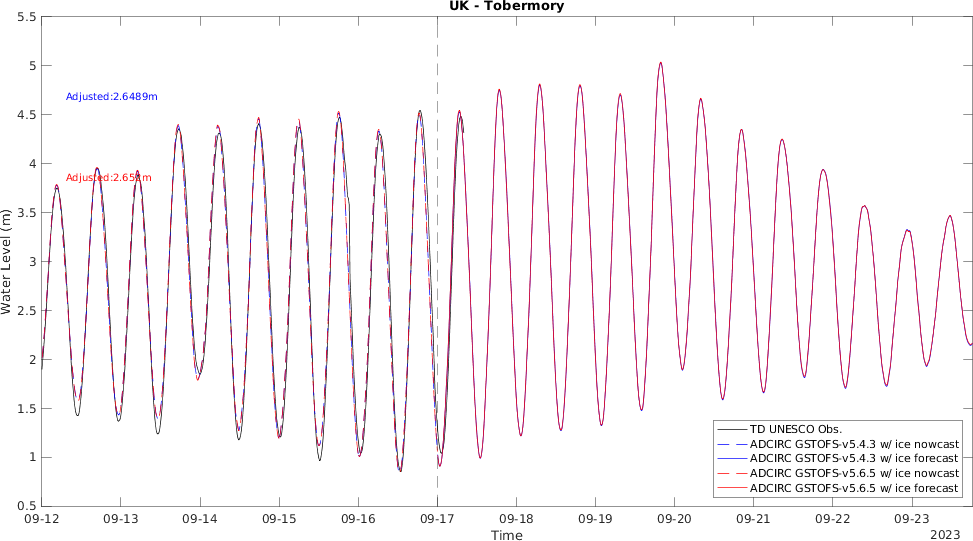 UK - Tobermory
5.5
5
4.5
4
3.5
3
2.5
2
1.5
1
0.5
Water Level (m)
Adjusted:2.6489m
TD UNESCO Obs.
ADCIRC GSTOFS-v5.4.3 w/ ice nowcast
ADCIRC GSTOFS-v5.4.3 w/ ice forecast
ADCIRC GSTOFS-v5.6.5 w/ ice nowcast
ADCIRC GSTOFS-v5.6.5 w/ ice forecast
09-12 09-13 09-14 09-15 09-16 09-17 09-18 09-19 09-20 09-21 09-22 09-23
Time
2023